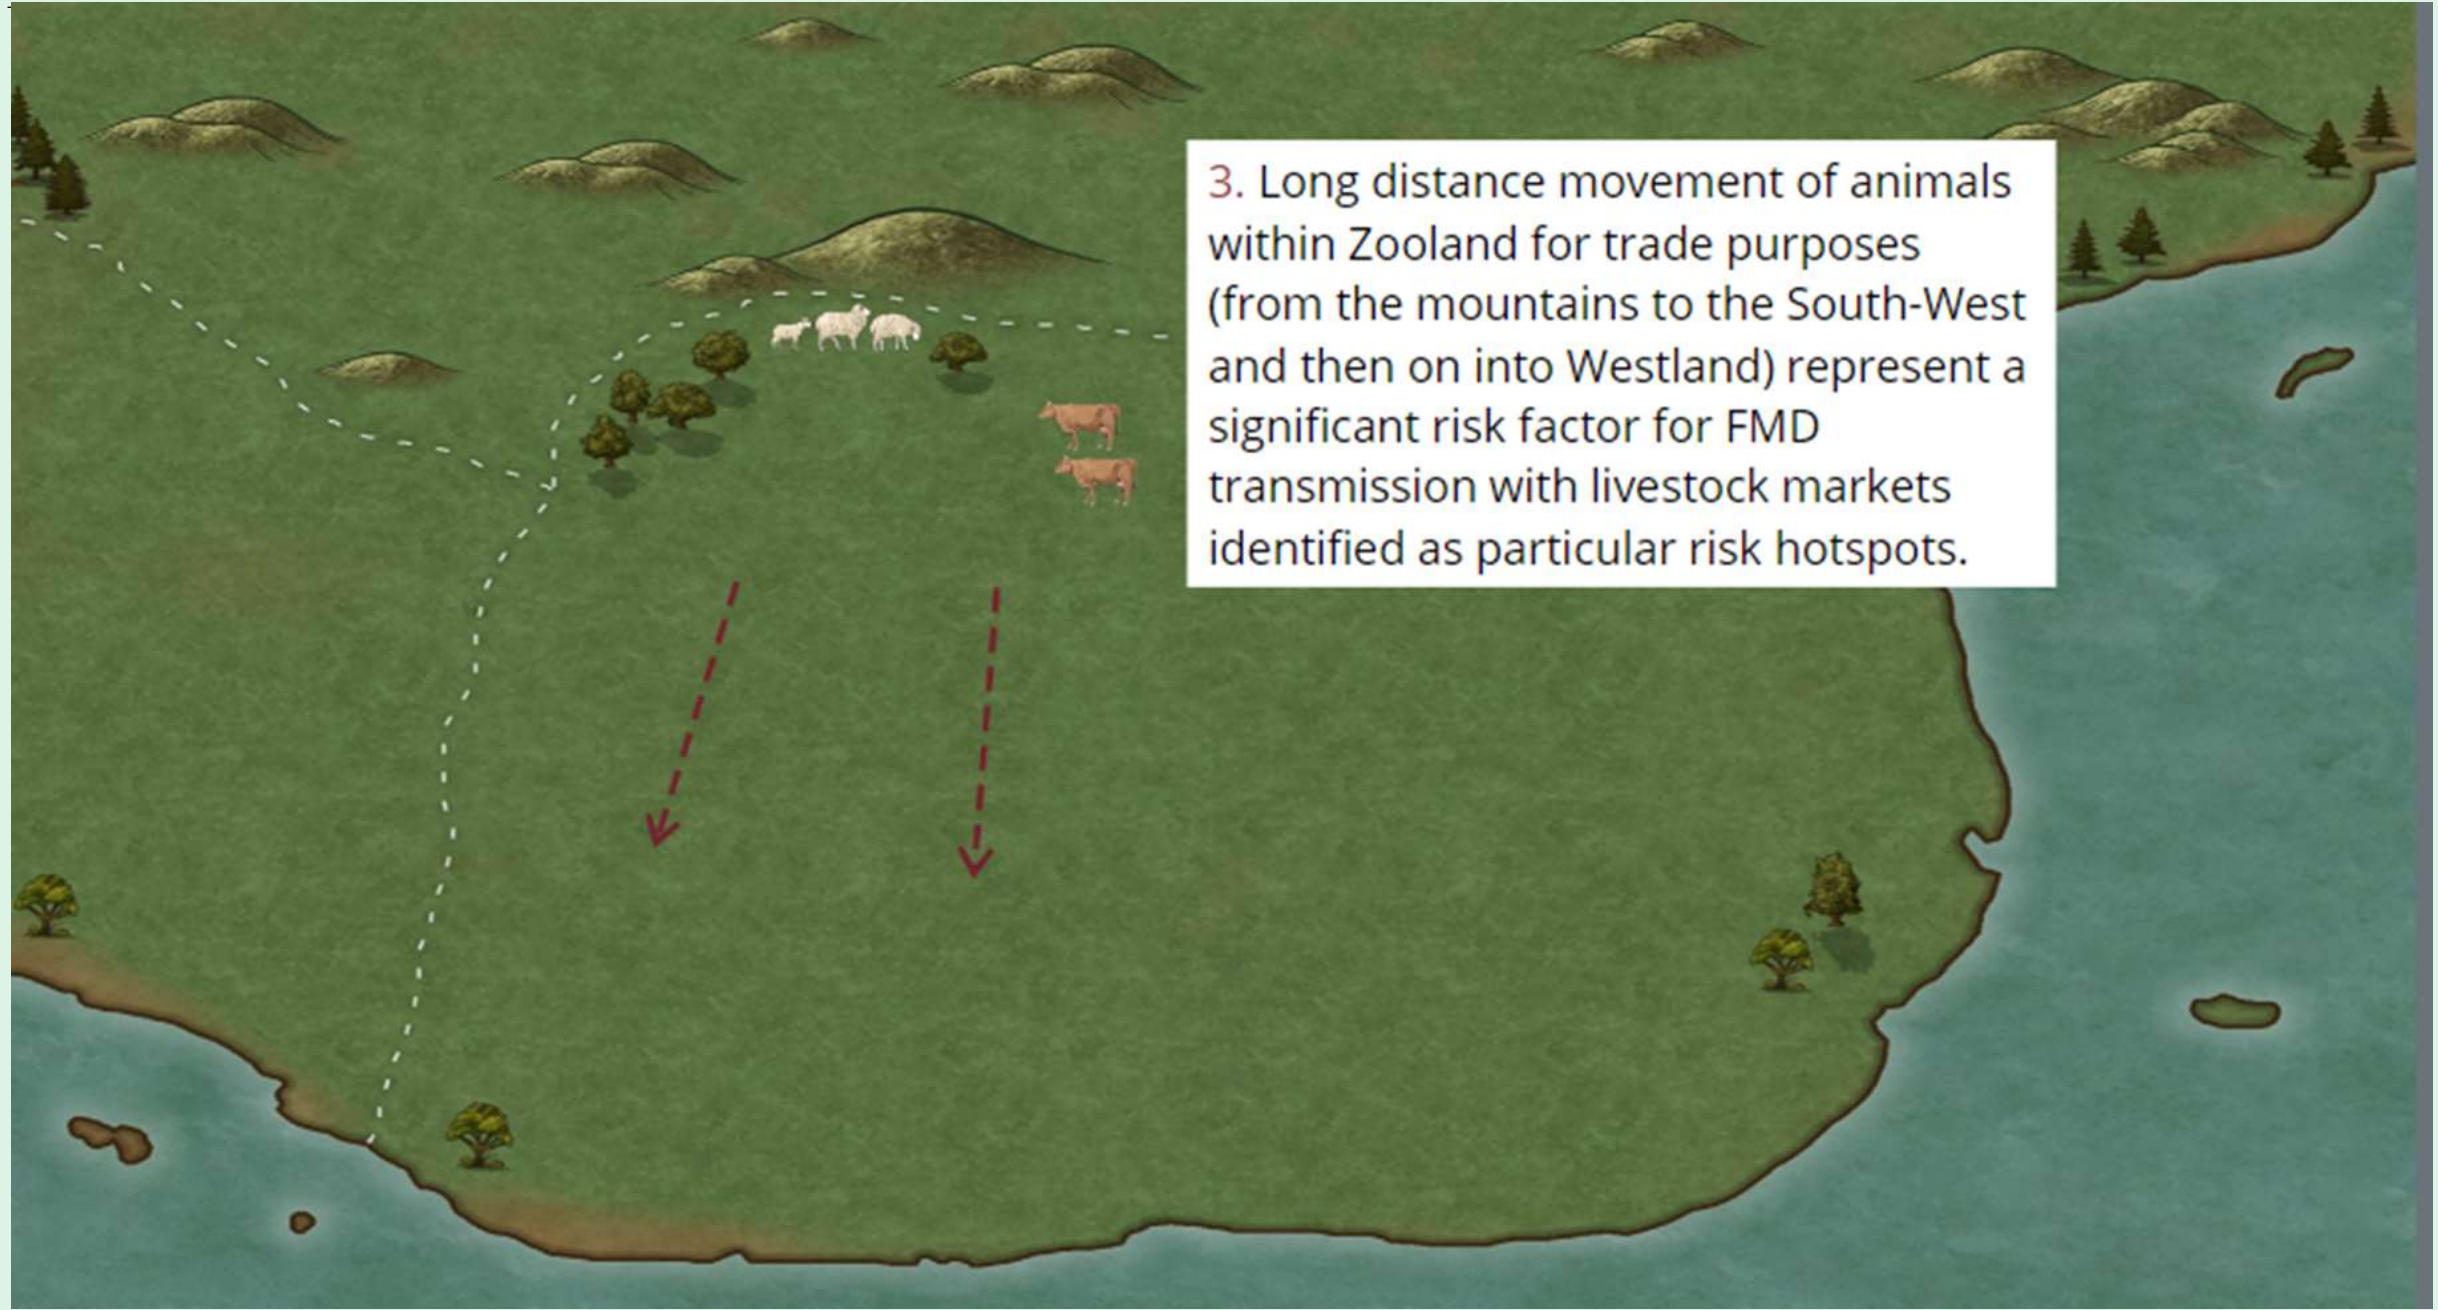 3. Long distance movement of animals
within Zooland for trade purposes
(from the mountains to the South-West
and then on into Westland) represent a
significant risk factor for FMD
transmission with livestock markets
identified as particular risk hotspots.